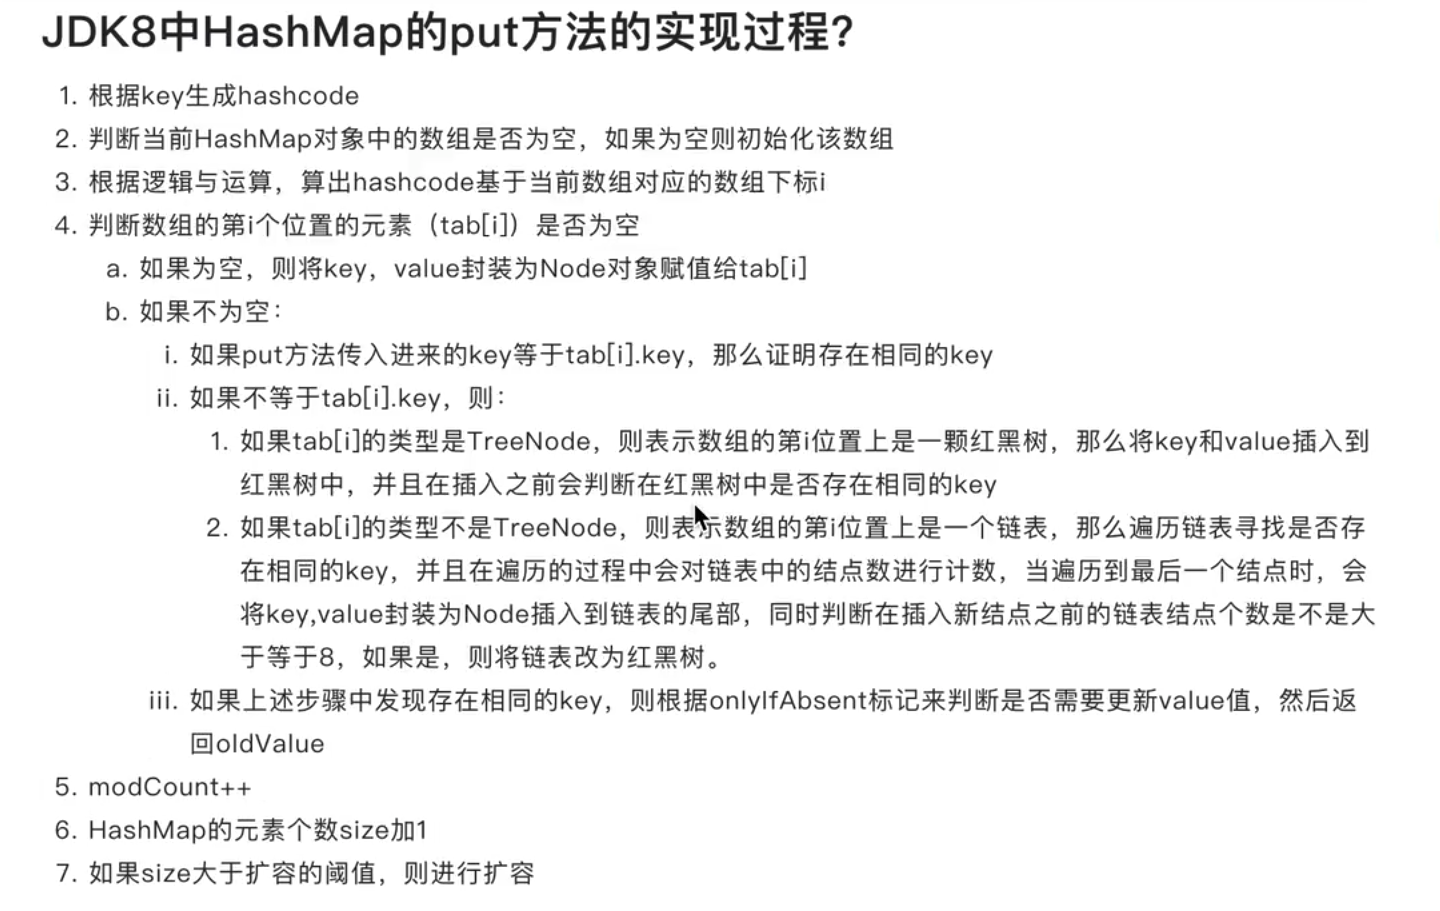 JDK8中HashMap的put方法的实现过程？
1. 根据key生成hashcode
2. 判断当前HashMap对象中的数组是否为空，如果为空则初始化该数组
3. 根据逻辑与运算，算出hashcode基于当前数组对应的数组下标i
4. 判断数组的第i个位置的元素（tab[i]）是否为空
a. 如果为空，则将key，value封装为Node对象赋值给tab[i]
b. 如果不为空：
i. 如果put方法传入进来的key等于tab[i].key，那么证明存在相同的key
ii. 如果不等于tab[i].key，则：
1. 如果tab[i]的类型是TreeNode，则表示数组的第i位置上是一颗红黑树，那么将key和value插入到
红黑树中，并且在插入之前会判断在红黑树中是否存在相同的key
2. 如果tab[i]的类型不是TreeNode，则表示数组的第i位置上是一个链表，那么遍历链表寻找是否存
在相同的key，并且在遍历的过程中会对链表中的结点数进行计数，当遍历到最后一个结点时，会
将key,value封装为Node插入到链表的尾部，同时判断在插入新结点之前的链表结点个数是不是大
于等于8，如果是，则将链表改为红黑树。
iii. 如果上述步骤中发现存在相同的key，则根据onlyIfAbsent标记来判断是否需要更新value值，然后返
回oldValue
5. modCount++
6. HashMap的元素个数size加1
7. 如果size大于扩容的阈值，则进行扩容